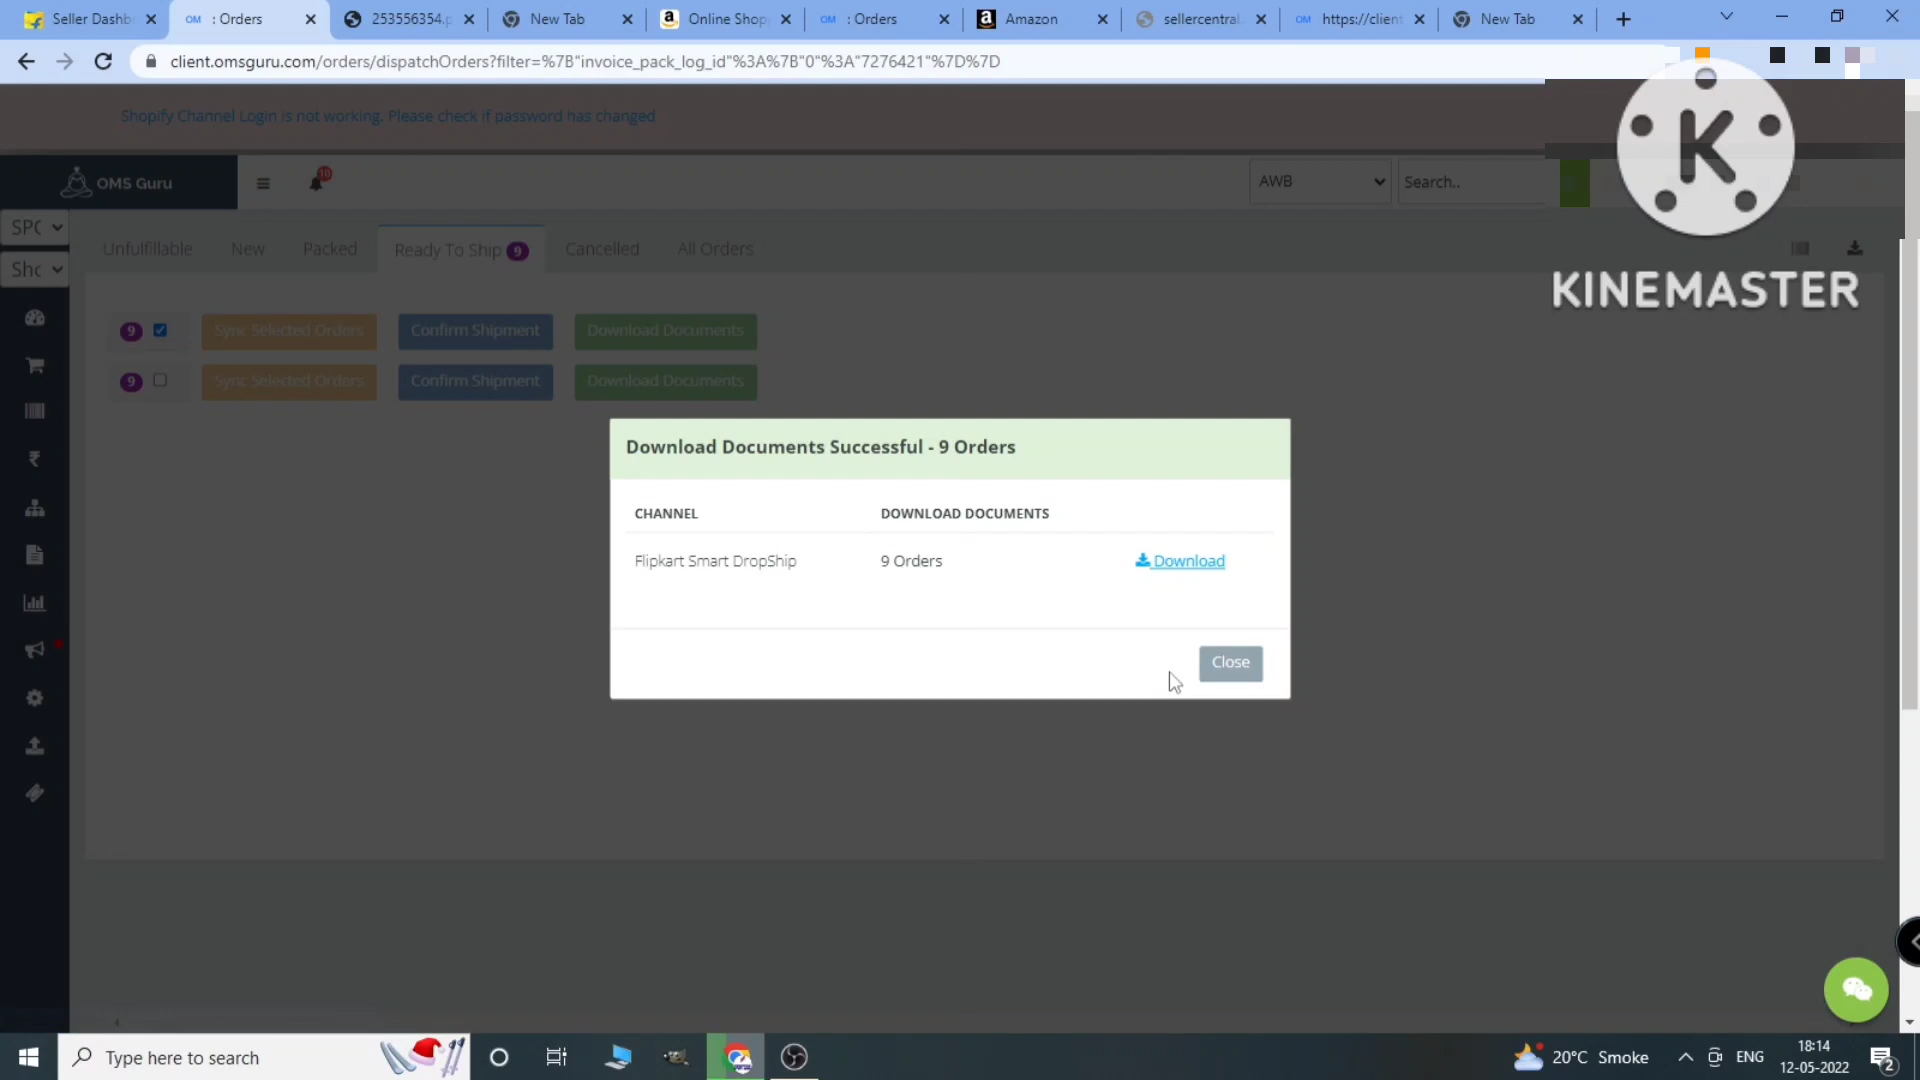 Seller Dashb
OM : Orders
253556354.p
New Tab
Online Shop
OM : Orders
Amazon
sellercentral.
OM https://client
New Tab
client.omsguru.com/orders/dispatchOrders?filter=%7B"invoice_pack_log_id"%3A%7B"0"%3A"7276421"%7D%7D
Shopify Channel Login is not working. Please check if password has changed
KINEMASTER
OMS Guru
10
AWB
Search..
SPC
Sho
Unfulfillable
New
Packed
Ready To Ship 9
Cancelled
All Orders
9 Sync Selected Orders Confirm Shipment Download Documents
9 Sync Selected Orders Confirm Shipment Download Documents
Download Documents Successful - 9 Orders
CHANNEL DOWNLOAD DOCUMENTS
Flipkart Smart DropShip 9 Orders Download
Close
Type here to search
20°C Smoke
ENG
18:14
12-05-2022
2